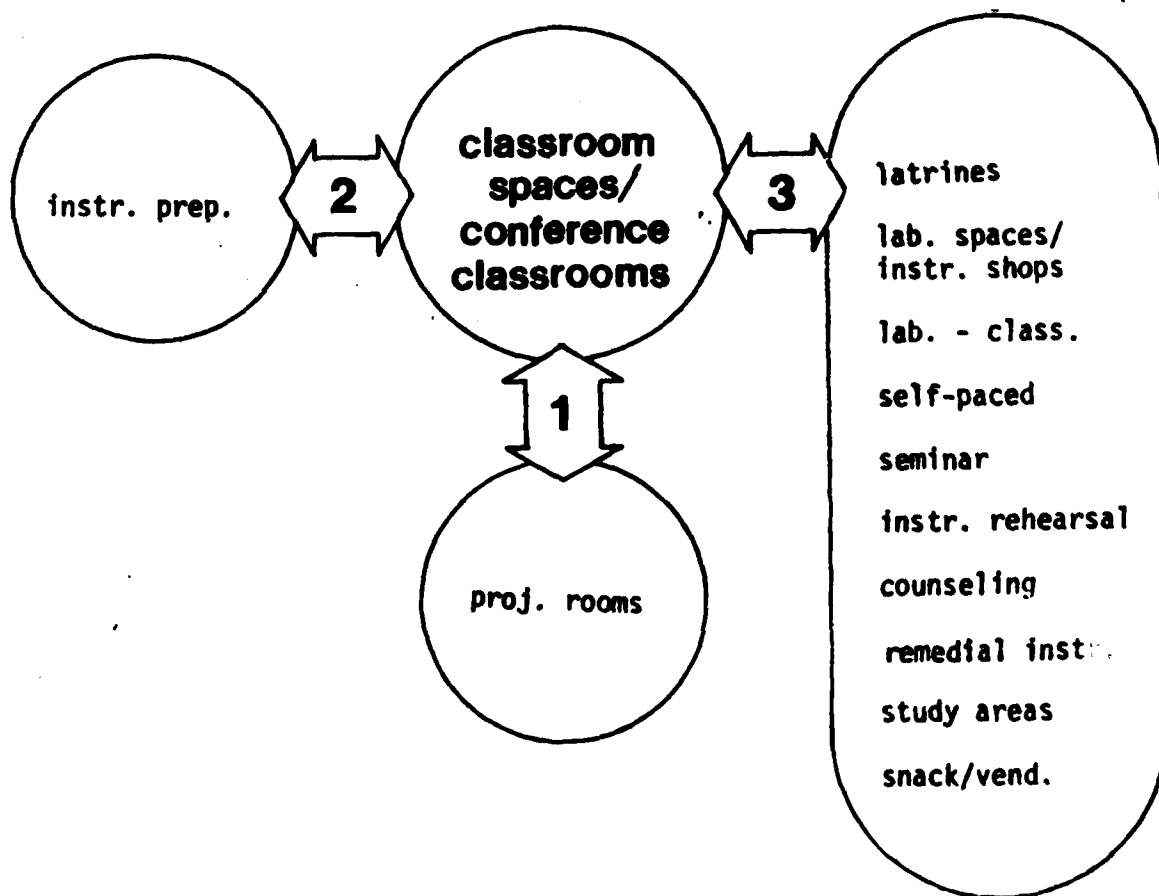 instr. prep.
2
classroom
spaces/
conference
classrooms
3
1
proj. rooms
latrines
lab. spaces/
instr. shops
lab. - class.
self-paced
seminar
instr. rehearsal
counseling
remedial instr.
study areas
snack/vend.